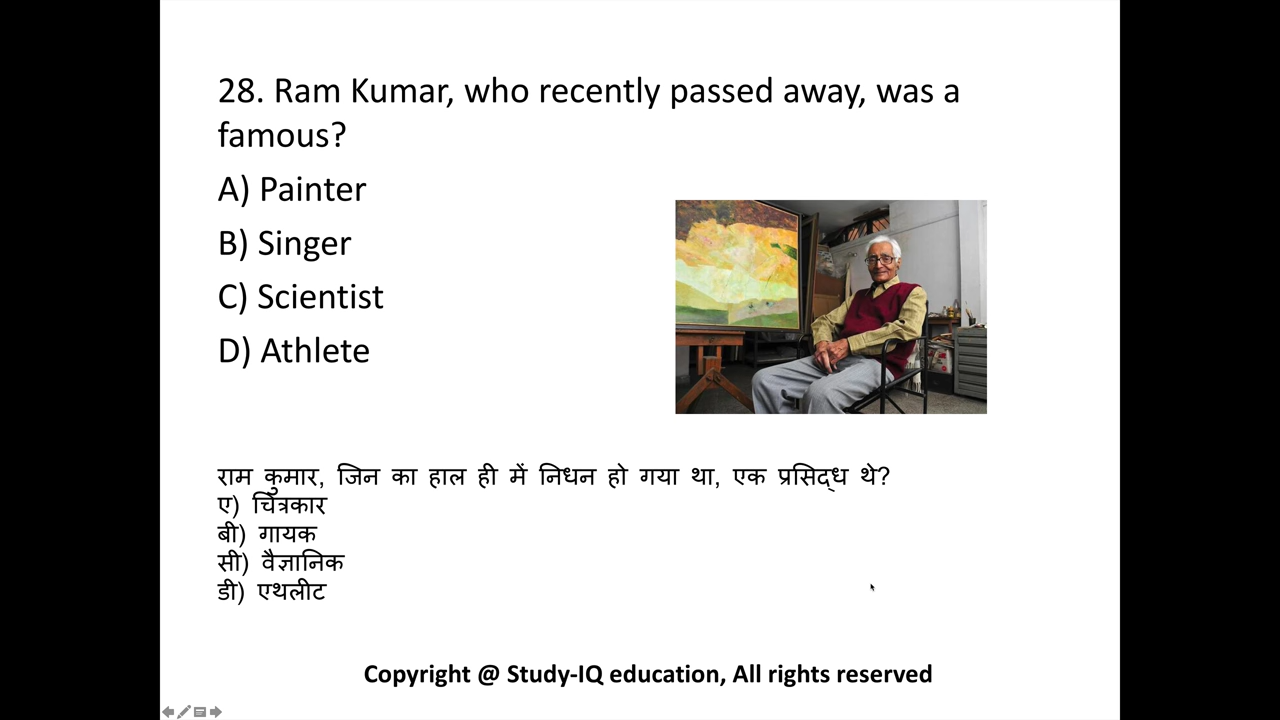 28. Ram Kumar, who recently passed away, was a
famous?
A) Painter
B) Singer
C) Scientist
D) Athlete
राम कुमार, जिन का हाल ही में निधन हो गया था, एक प्रसिद्ध थे?
ए) चित्रकार
बी) गायक
सी) वैज्ञानिक
डी) एथलीट
Copyright @ Study-IQ education, All rights reserved